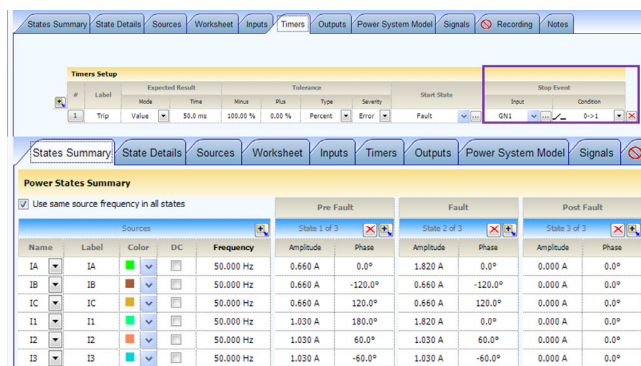 States Summary State Details Sources Worksheet Inputs Timers Outputs Power System Model Signals Recording Notes
Timers Setup
# Label Expected Result Tolerance Start State Stop Event
Mode Time Minus Plus Type Severity Input Condition
1 Trip Value 50.0 ms 100.00 % 0.00 % Percent Error Fault ... GN1 ... 0->1
States Summary State Details Sources Worksheet Inputs Timers Outputs Power System Model Signals
Power States Summary
Use same source frequency in all states Pre Fault Fault Post Fault
Sources State 1 of 3 State 2 of 3 State 3 of 3
Name Label Color DC Frequency Amplitude Phase Amplitude Phase Amplitude Phase
IA IA 50.000 Hz 0.660 A 0.0° 1.820 A 0.0° 0.000 A 0.0°
IB IB 50.000 Hz 0.660 A -120.0° 0.660 A -120.0° 0.000 A 0.0°
IC IC 50.000 Hz 0.660 A 120.0° 0.660 A 120.0° 0.000 A 0.0°
I1 I1 50.000 Hz 1.030 A 180.0° 1.820 A 0.0° 0.000 A 0.0°
I2 I2 50.000 Hz 1.030 A 60.0° 1.030 A 60.0° 0.000 A 0.0°
I3 I3 50.000 Hz 1.030 A -60.0° 1.030 A -60.0° 0.000 A 0.0°